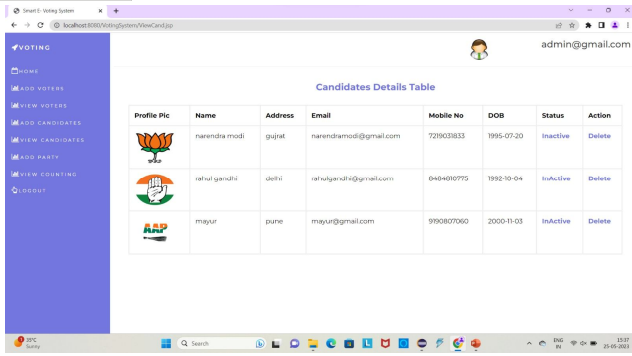 Smart E- Voting System
localhost:8080/VotingSystem/ViewCand.jsp
VOTING
admin@gmail.com
HOME
ADD VOTERS
VIEW VOTERS
ADD CANDIDATES
VIEW CANDIDATES
ADD PARTY
VIEW COUNTING
LOGOUT
Candidates Details Table
Profile Pic Name Address Email Mobile No DOB Status Action
narendra modi gujrat narendramodi@gmail.com 7219031833 1995-07-20 Inactive Delete
rahul gandhi delhi rahulgandhi@gmail.com 1992-10-04 InActive Delete
AAP
mayur pune mayur@gmail.com 9190807060 2000-11-03 InActive Delete
Sunny
Search
ENG
IN
15:37
25-05-2023